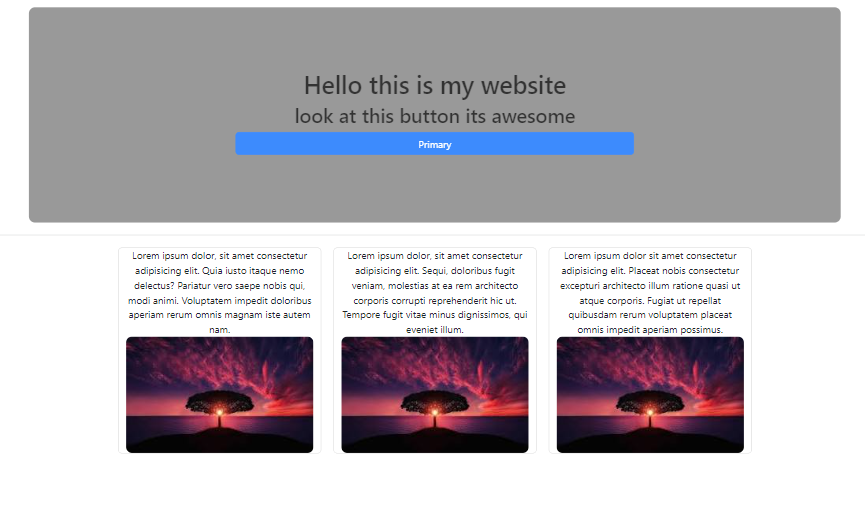 Hello this is my website
look at this button its awesome
Primary
Lorem ipsum dolor, sit amet consectetur
adipisicing elit. Quia iusto itaque nemo
delectus? Pariatur vero saepe nobis qui,
modi animi. Voluptatem impedit doloribus
aperiam rerum omnis magnam iste autem
nam.
Lorem ipsum dolor, sit amet consectetur
adipisicing elit. Sequi, doloribus fugit
veniam, molestias at ea rem architecto
corporis corrupti reprehenderit hic ut.
Tempore fugit vitae minus dignissimos, qui
eveniet illum.
Lorem ipsum dolor sit amet consectetur
adipisicing elit. Placeat nobis consectetur
excepturi architecto illum ratione quasi ut
atque corporis. Fugiat ut repellat
quibusdam rerum voluptatem placeat
omnis impedit aperiam possimus.